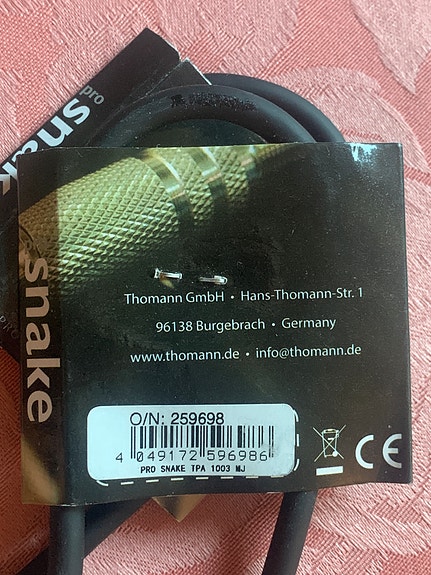 pro
snake
snake
Thomann GmbH • Hans-Thomann-Str. 1
96138 Burgebrach • Germany
www.thomann.de • info@thomann.de
O/N: 259698
4 049172 596986
PRO SNAKE TPA 1003 MJ
CE